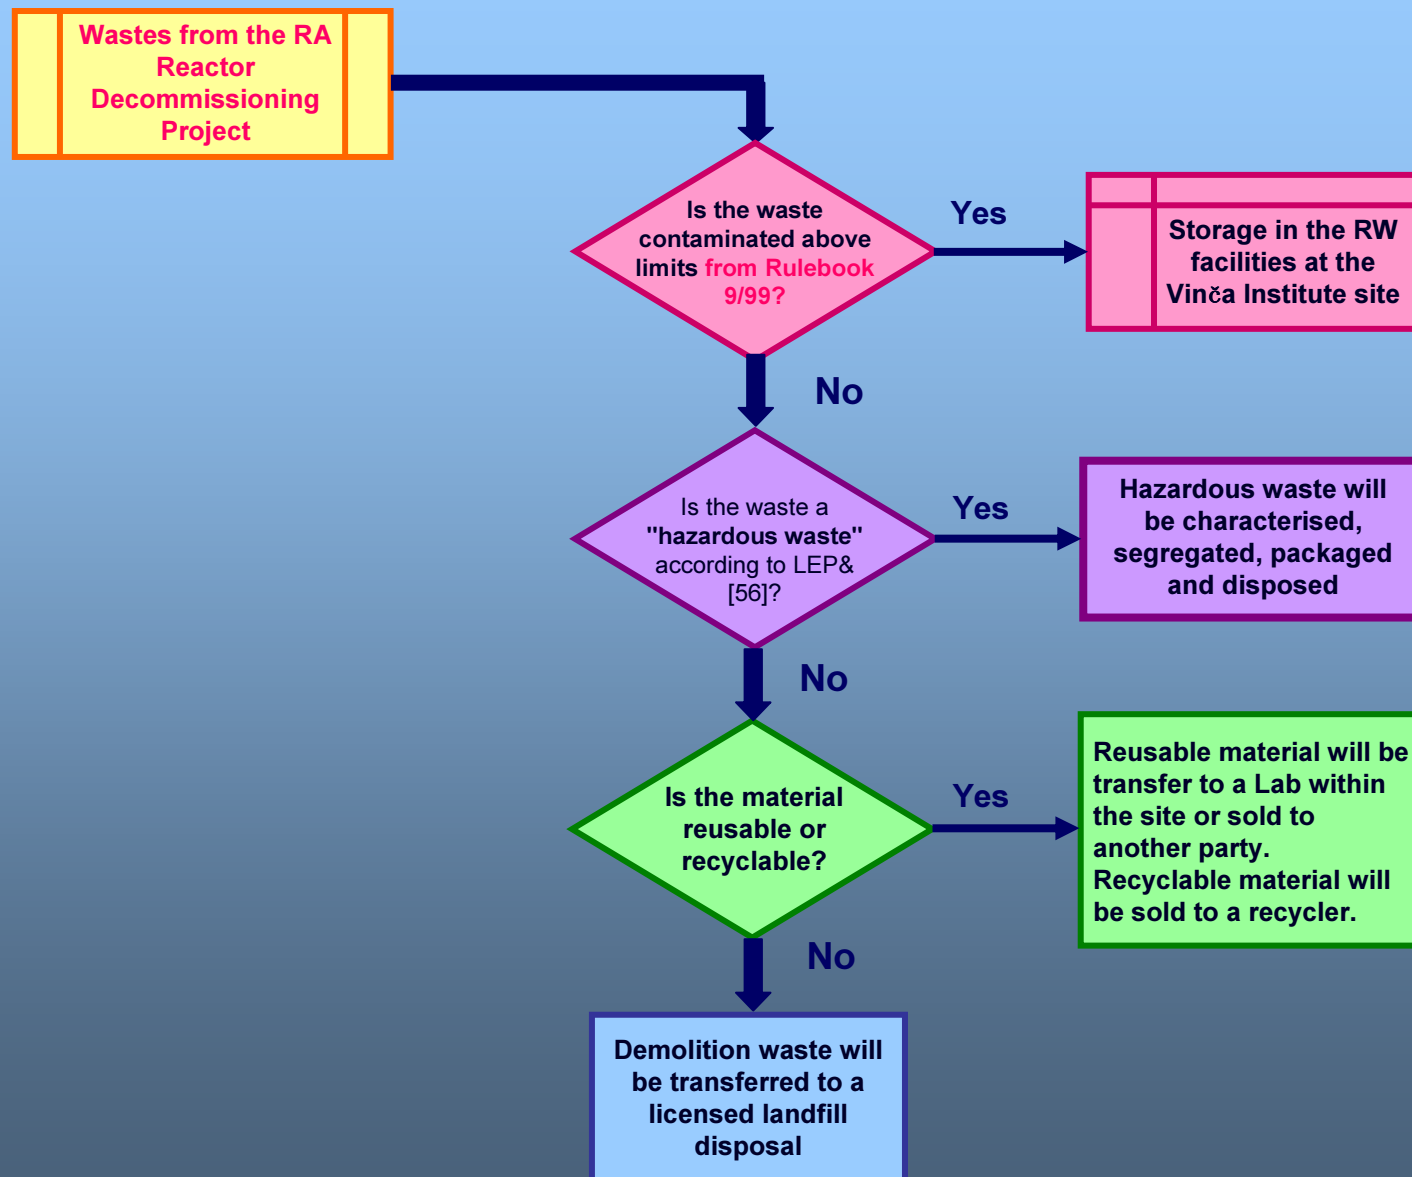 Wastes from the RA
Reactor
Decommissioning
Project
Is the waste
contaminated above
limits from Rulebook
9/99?
Yes
Storage in the RW
facilities at the
Vinča Institute site
No
Is the waste a
"hazardous waste"
according to LEP&
[56]?
Yes
Hazardous waste will
be characterised,
segregated, packaged
and disposed
No
Is the material
reusable or
recyclable?
Yes
Reusable material will be
transfer to a Lab within
the site or sold to
another party.
Recyclable material will
be sold to a recycler.
No
Demolition waste will
be transferred to a
licensed landfill
disposal